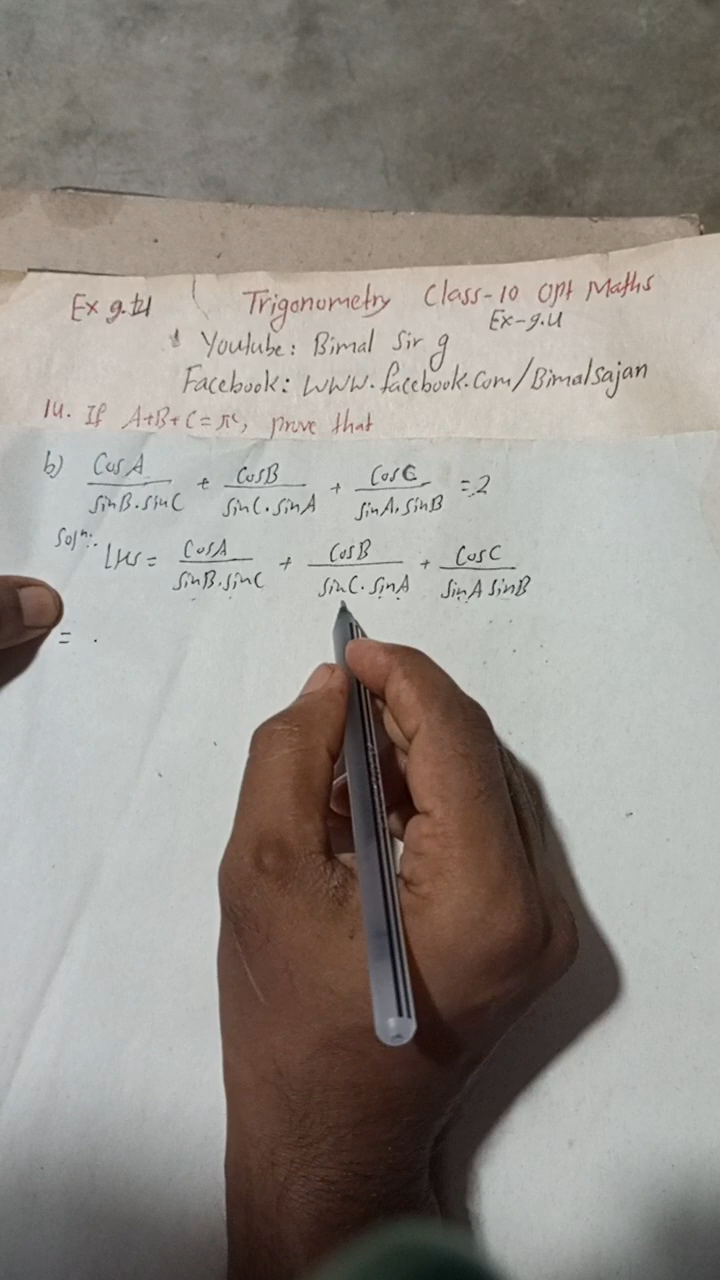 Ex 9.4 Trigonometry Class-10 Opt Maths
Ex-9.4
Youtube: Bimal Sir g
Facebook: www.facebook.com/Bimalsajan
14. If A+B+C = πᶜ, prove that
b) CosA/SinB.SinC + CosB/SinC.SinA + CosC/SinA.SinB = 2
Solⁿ:
LHS = CosA/SinB.SinC + CosB/SinC.SinA + CosC/SinA SinB
= .